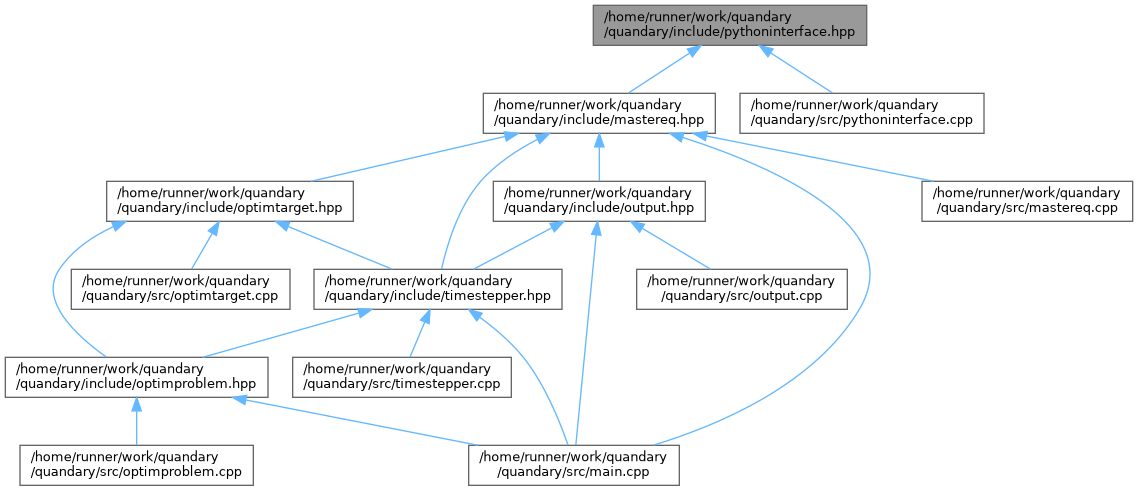 /home/runner/work/quandary
/quandary/include/pythoninterface.hpp
/home/runner/work/quandary
/quandary/include/mastereq.hpp
/home/runner/work/quandary
/quandary/src/pythoninterface.cpp
/home/runner/work/quandary
/quandary/include/optimtarget.hpp
/home/runner/work/quandary
/quandary/include/output.hpp
/home/runner/work/quandary
/quandary/src/mastereq.cpp
/home/runner/work/quandary
/quandary/src/optimtarget.cpp
/home/runner/work/quandary
/quandary/include/timestepper.hpp
/home/runner/work/quandary
/quandary/src/output.cpp
/home/runner/work/quandary
/quandary/include/optimproblem.hpp
/home/runner/work/quandary
/quandary/src/timestepper.cpp
/home/runner/work/quandary
/quandary/src/optimproblem.cpp
/home/runner/work/quandary
/quandary/src/main.cpp